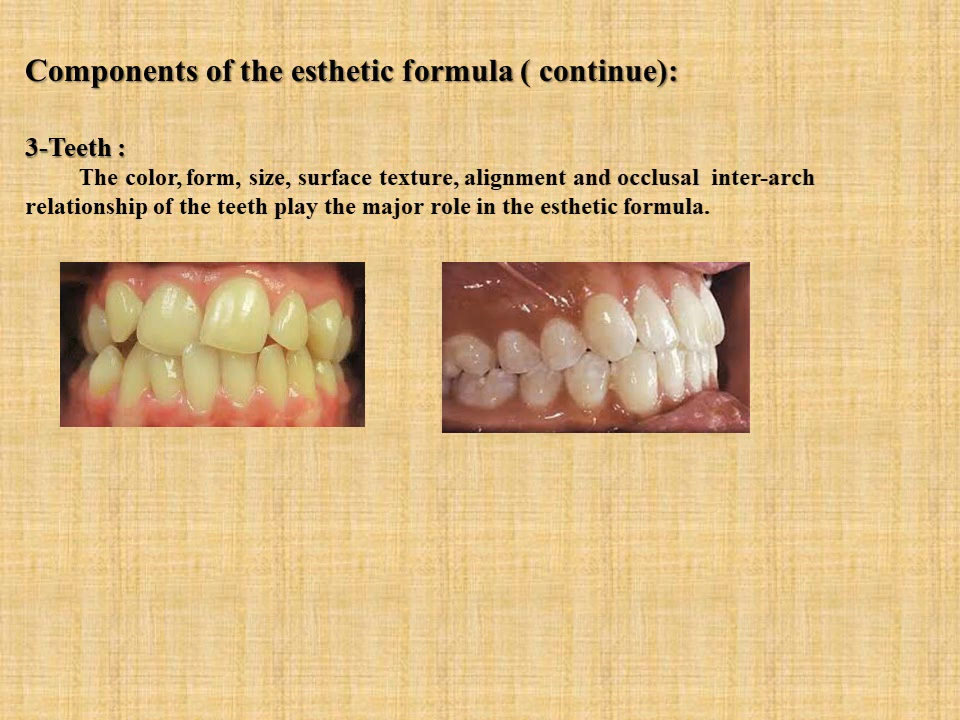 Components of the esthetic formula ( continue):
3-Teeth :
The color, form, size, surface texture, alignment and occlusal  inter-arch
relationship of the teeth play the major role in the esthetic formula.